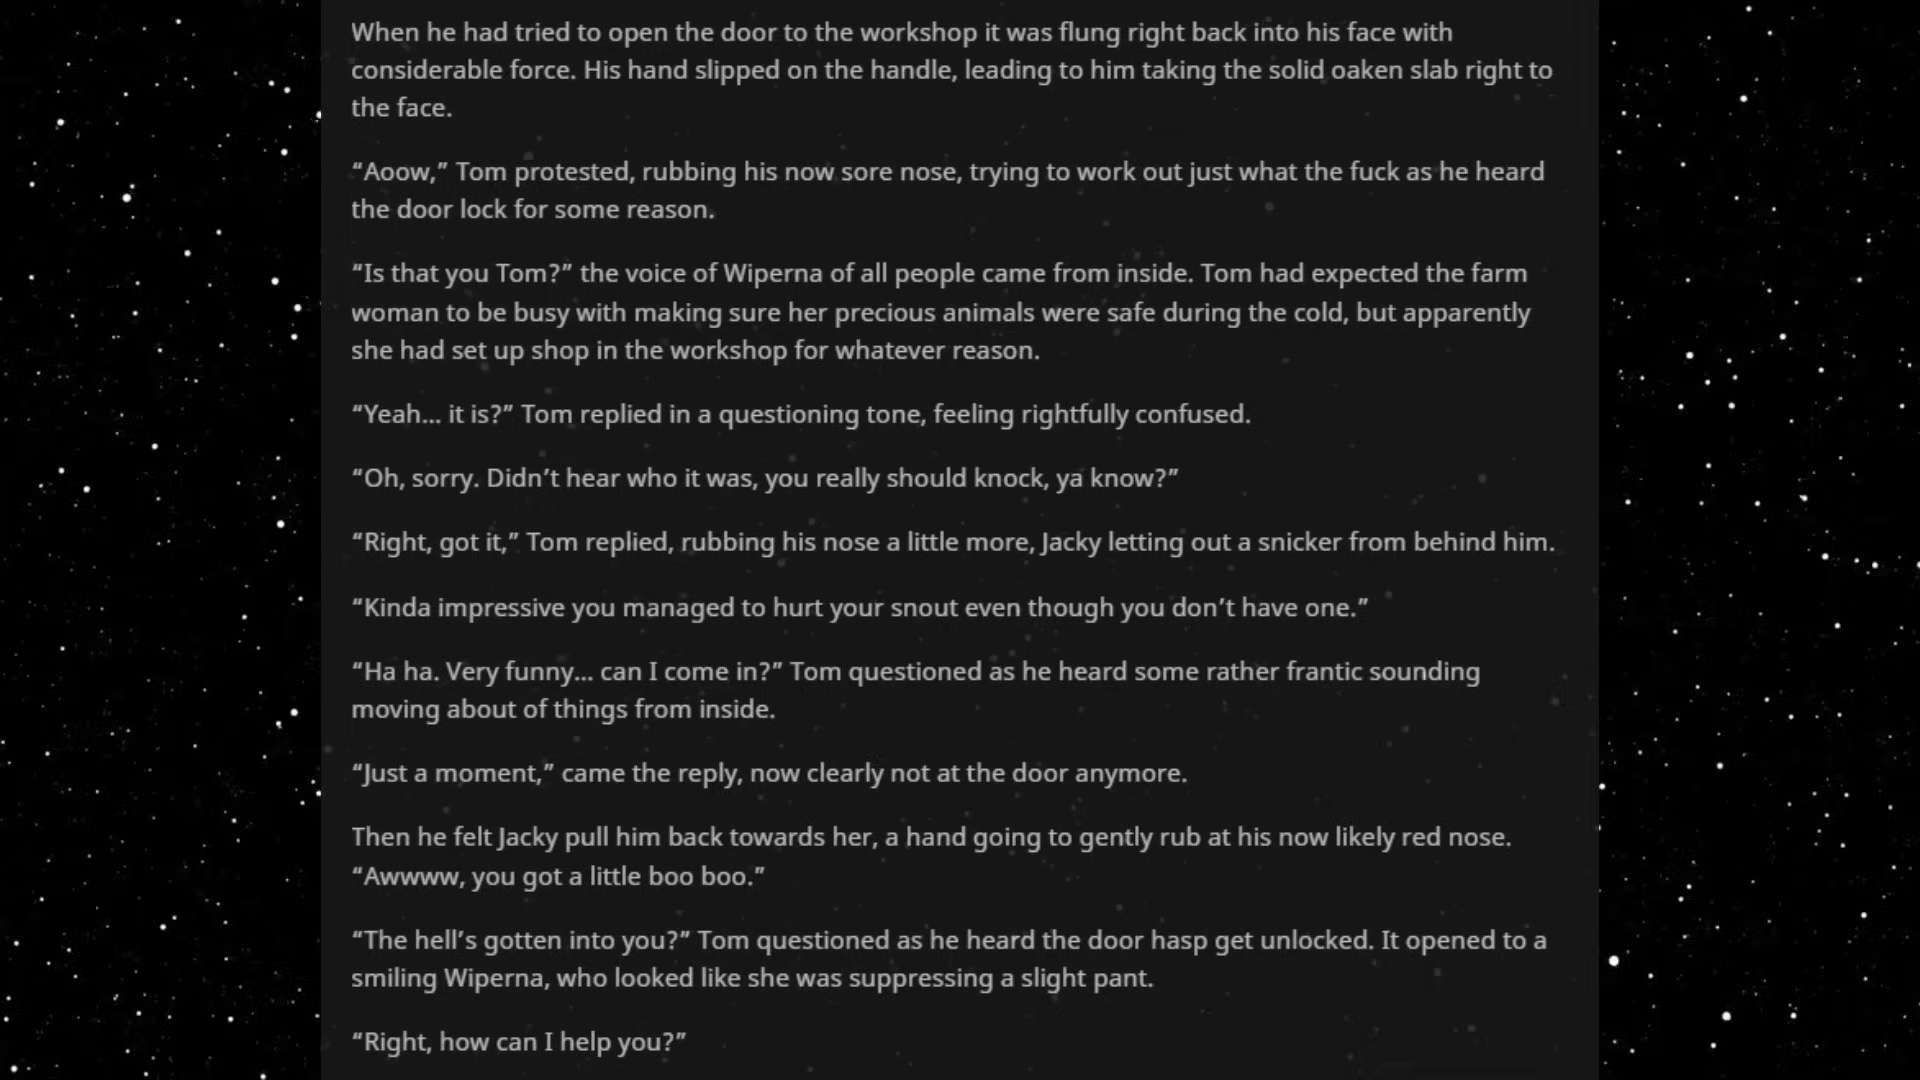 When he had tried to open the door to the workshop it was flung right back into his face with
considerable force. His hand slipped on the handle, leading to him taking the solid oaken slab right to
the face.
“Aoow,” Tom protested, rubbing his now sore nose, trying to work out just what the fuck as he heard
the door lock for some reason.
“Is that you Tom?” the voice of Wiperna of all people came from inside. Tom had expected the farm
woman to be busy with making sure her precious animals were safe during the cold, but apparently
she had set up shop in the workshop for whatever reason.
“Yeah... it is?” Tom replied in a questioning tone, feeling rightfully confused.
“Oh, sorry. Didn’t hear who it was, you really should knock, ya know?”
“Right, got it,” Tom replied, rubbing his nose a little more, Jacky letting out a snicker from behind him.
“Kinda impressive you managed to hurt your snout even though you don’t have one.”
“Ha ha. Very funny... can I come in?” Tom questioned as he heard some rather frantic sounding
moving about of things from inside.
“Just a moment,” came the reply, now clearly not at the door anymore.
Then he felt Jacky pull him back towards her, a hand going to gently rub at his now likely red nose.
“Awwww, you got a little boo boo.”
“The hell’s gotten into you?” Tom questioned as he heard the door hasp get unlocked. It opened to a
smiling Wiperna, who looked like she was suppressing a slight pant.
“Right, how can I help you?”